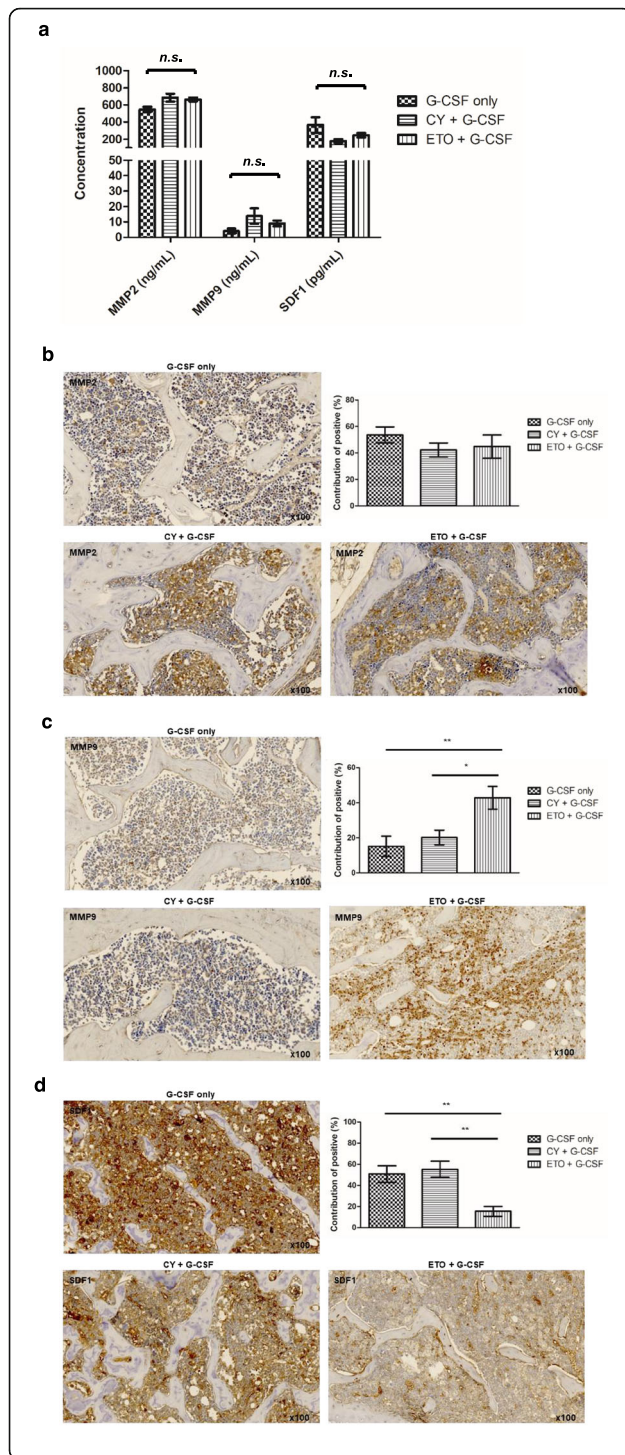 a
n.s.
n.s.
n.s.
Concentration
1000
800
600
400
200
50
40
30
20
10
0
MMP2 (ng/mL)
MMP9 (ng/mL)
SDF1 (pg/mL)
G-CSF only
CY + G-CSF
ETO + G-CSF
b
G-CSF only
MMP2
x100
Contribution of positive (%)
80
60
40
20
0
G-CSF only
CY + G-CSF
ETO + G-CSF
CY + G-CSF
MMP2
x100
ETO + G-CSF
MMP2
x100
c
G-CSF only
MMP9
x100
Contribution of positive (%)
60
40
20
0
**
*
G-CSF only
CY + G-CSF
ETO + G-CSF
CY + G-CSF
MMP9
x100
ETO + G-CSF
MMP9
x100
d
G-CSF only
SDF1
x100
Contribution of positive (%)
100
80
60
40
20
0
**
**
G-CSF only
CY + G-CSF
ETO + G-CSF
CY + G-CSF
SDF1
x100
ETO + G-CSF
SDF1
x100